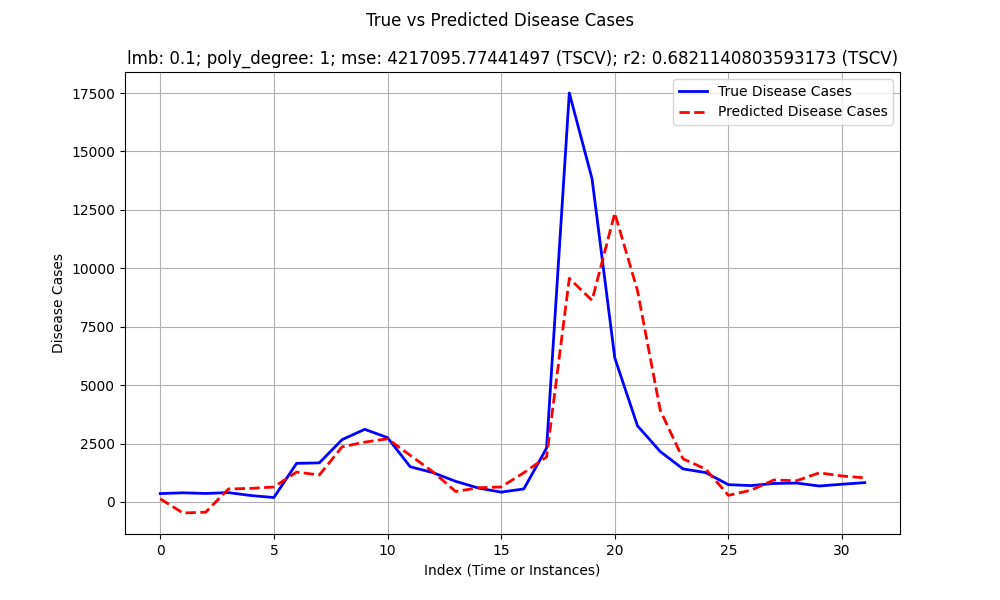 True vs Predicted Disease Cases
lmb: 0.1; poly_degree: 1; mse: 4217095.77441497 (TSCV); r2: 0.6821140803593173 (TSCV)
True Disease Cases
Predicted Disease Cases
17500
15000
12500
10000
7500
5000
2500
0
Disease Cases
0 5 10 15 20 25 30
Index (Time or Instances)